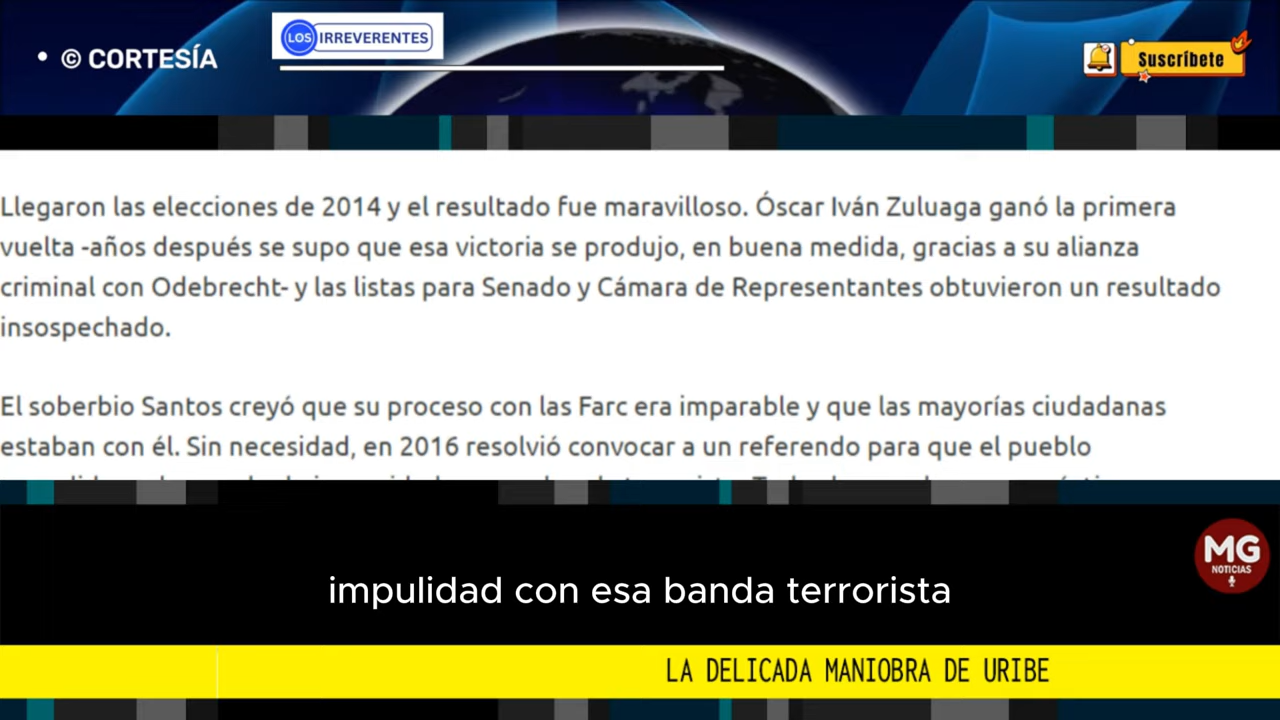 • © CORTESÍA
LOS IRREVERENTES
Suscríbete
Llegaron las elecciones de 2014 y el resultado fue maravilloso. Óscar Iván Zuluaga ganó la primera
vuelta -años después se supo que esa victoria se produjo, en buena medida, gracias a su alianza
criminal con Odebrecht- y las listas para Senado y Cámara de Representantes obtuvieron un resultado
insospechado.
El soberbio Santos creyó que su proceso con las Farc era imparable y que las mayorías ciudadanas
estaban con él. Sin necesidad, en 2016 resolvió convocar a un referendo para que el pueblo
MG
NOTICIAS
impulidad con esa banda terrorista
LA DELICADA MANIOBRA DE URIBE